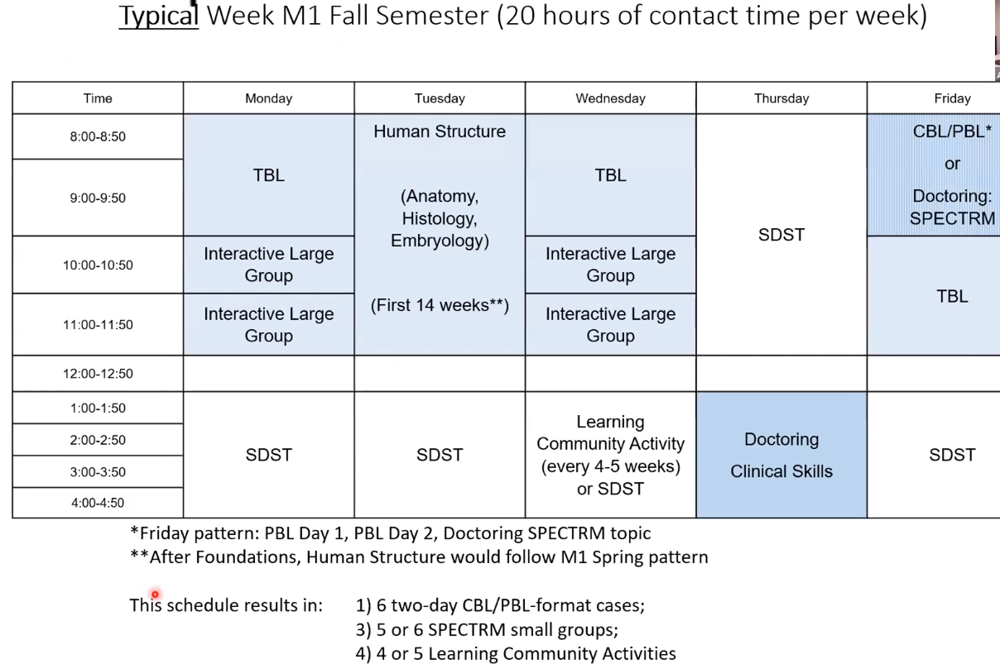 Typical Week M1 Fall Semester (20 hours of contact time per week)
Time Monday Tuesday Wednesday Thursday Friday
8:00-8:50
9:00-9:50
10:00-10:50
11:00-11:50
12:00-12:50
1:00-1:50
2:00-2:50
3:00-3:50
4:00-4:50
TBL
Interactive Large
Group
Interactive Large
Group
SDST
Human Structure
(Anatomy,
Histology,
Embryology)
(First 14 weeks**)
SDST
TBL
Interactive Large
Group
Interactive Large
Group
Learning
Community Activity
(every 4-5 weeks)
or SDST
SDST
Doctoring
Clinical Skills
CBL/PBL*
or
Doctoring:
SPECTRM
TBL
SDST
*Friday pattern: PBL Day 1, PBL Day 2, Doctoring SPECTRM topic
**After Foundations, Human Structure would follow M1 Spring pattern
This schedule results in: 1) 6 two-day CBL/PBL-format cases;
3) 5 or 6 SPECTRM small groups;
4) 4 or 5 Learning Community Activities